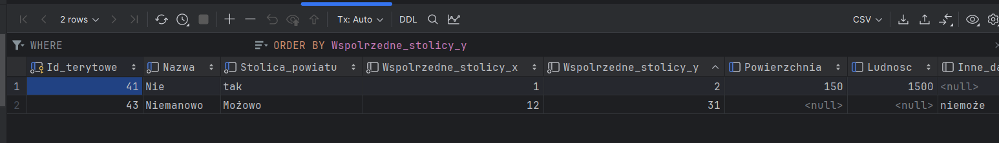 2 rows Tx: Auto DDL CSV
WHERE ORDER BY Wspolrzedne_stolicy_y
Id_terytowe Nazwa Stolica_powiatu Wspolrzedne_stolicy_x Wspolrzedne_stolicy_y Powierzchnia Ludnosc Inne_da
1 41 Nie tak 1 2 150 1500 <null>
2 43 Niemanowo Możowo 12 31 <null> <null> niemoże